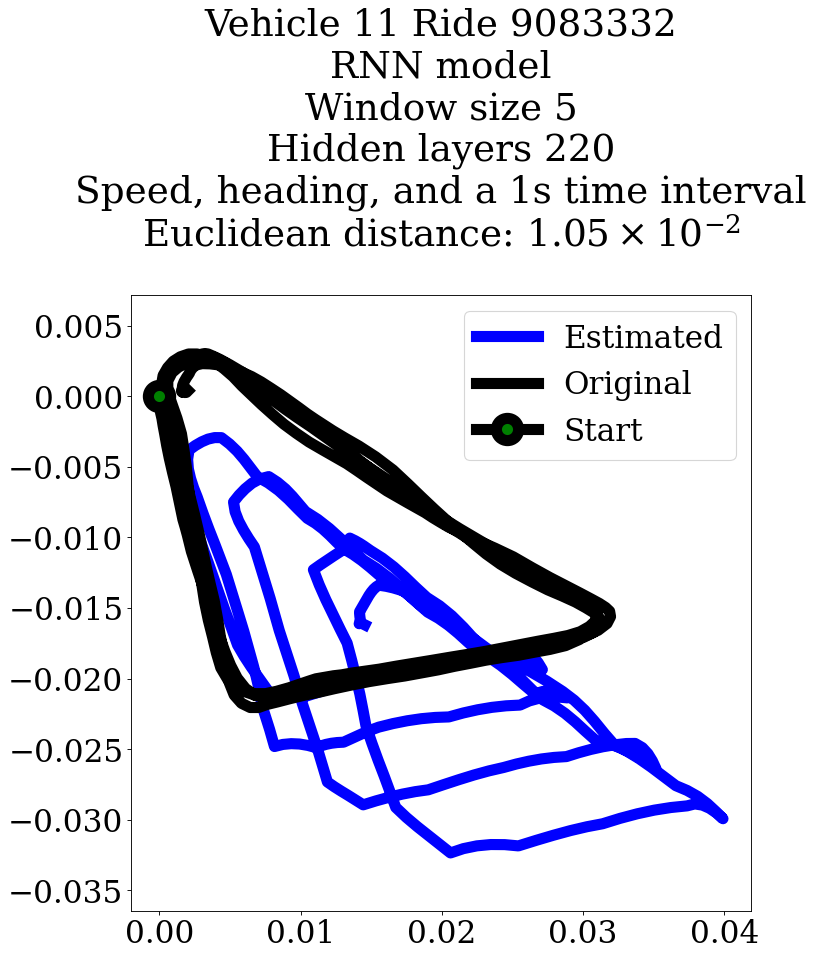 Vehicle 11 Ride 9083332
RNN model
Window size 5
Hidden layers 220
Speed, heading, and a 1s time interval
Euclidean distance: 1.05 × 10⁻²
Estimated
Original
Start
0.005
0.000
−0.005
−0.010
−0.015
−0.020
−0.025
−0.030
−0.035
0.00 0.01 0.02 0.03 0.04